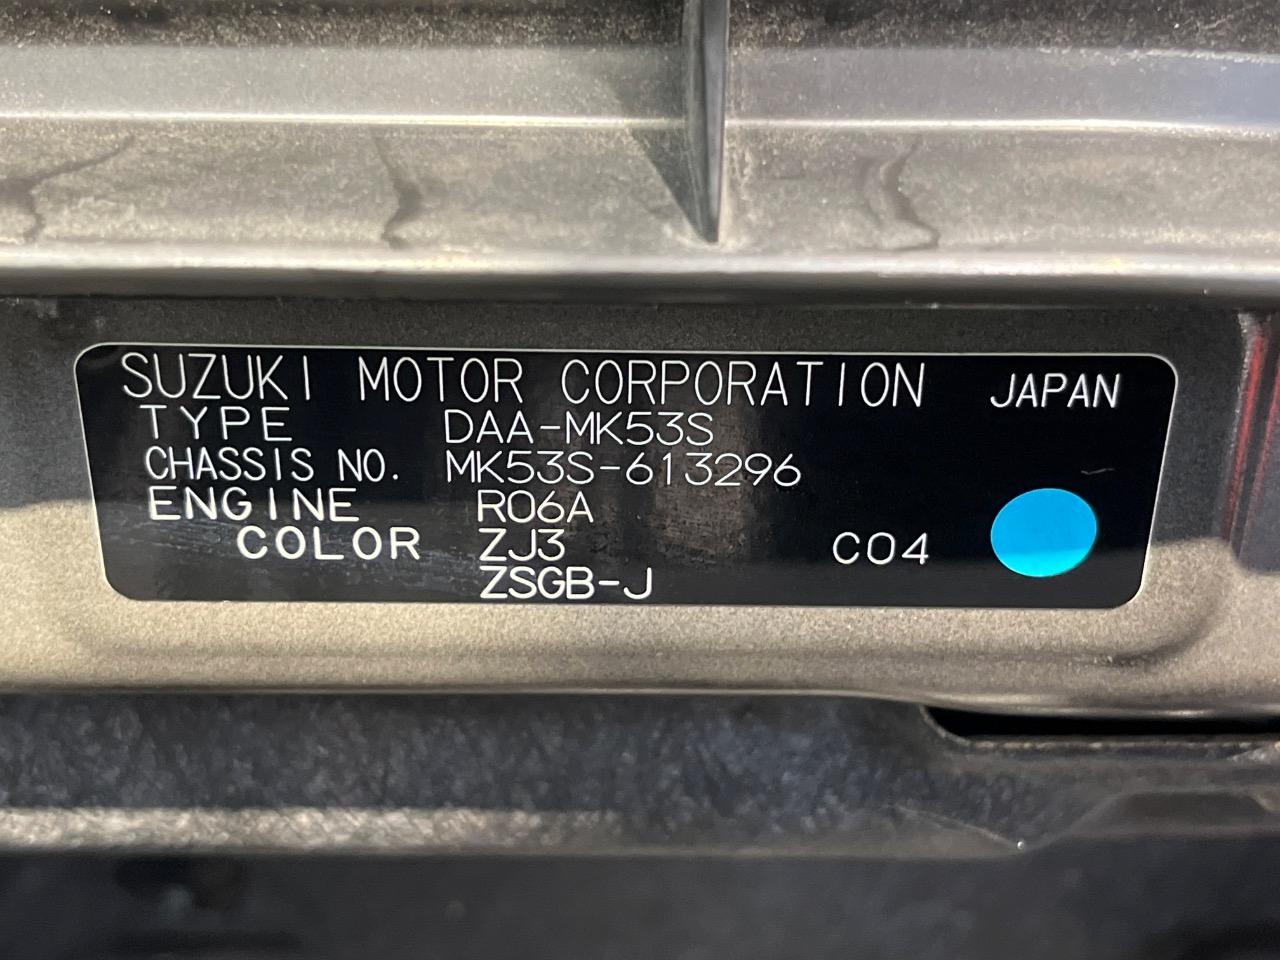 SUZUKI MOTOR CORPORATION JAPAN
TYPE DAA-MK53S
CHASSIS NO. MK53S-613296
ENGINE R06A
COLOR ZJ3 C04
ZSGB-J